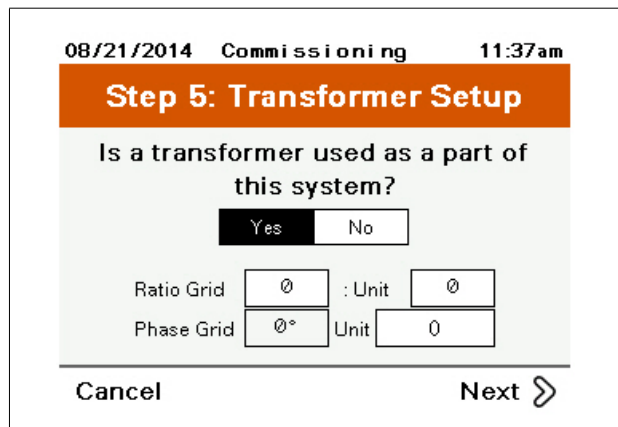 08/21/2014 Commissioning 11:37am
Step 5: Transformer Setup
Is a transformer used as a part of
this system?
Yes No
Ratio Grid 0 : Unit 0
Phase Grid 0° Unit 0
Cancel Next